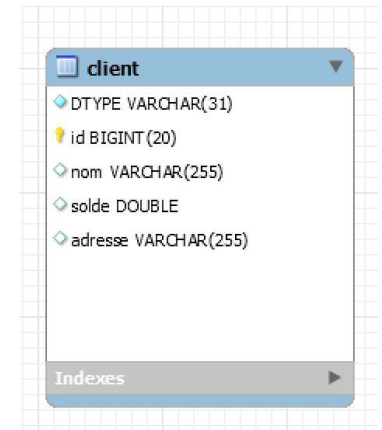 client
DTYPE VARCHAR(31)
id BIGINT(20)
nom VARCHAR(255)
solde DOUBLE
adresse VARCHAR(255)
Indexes